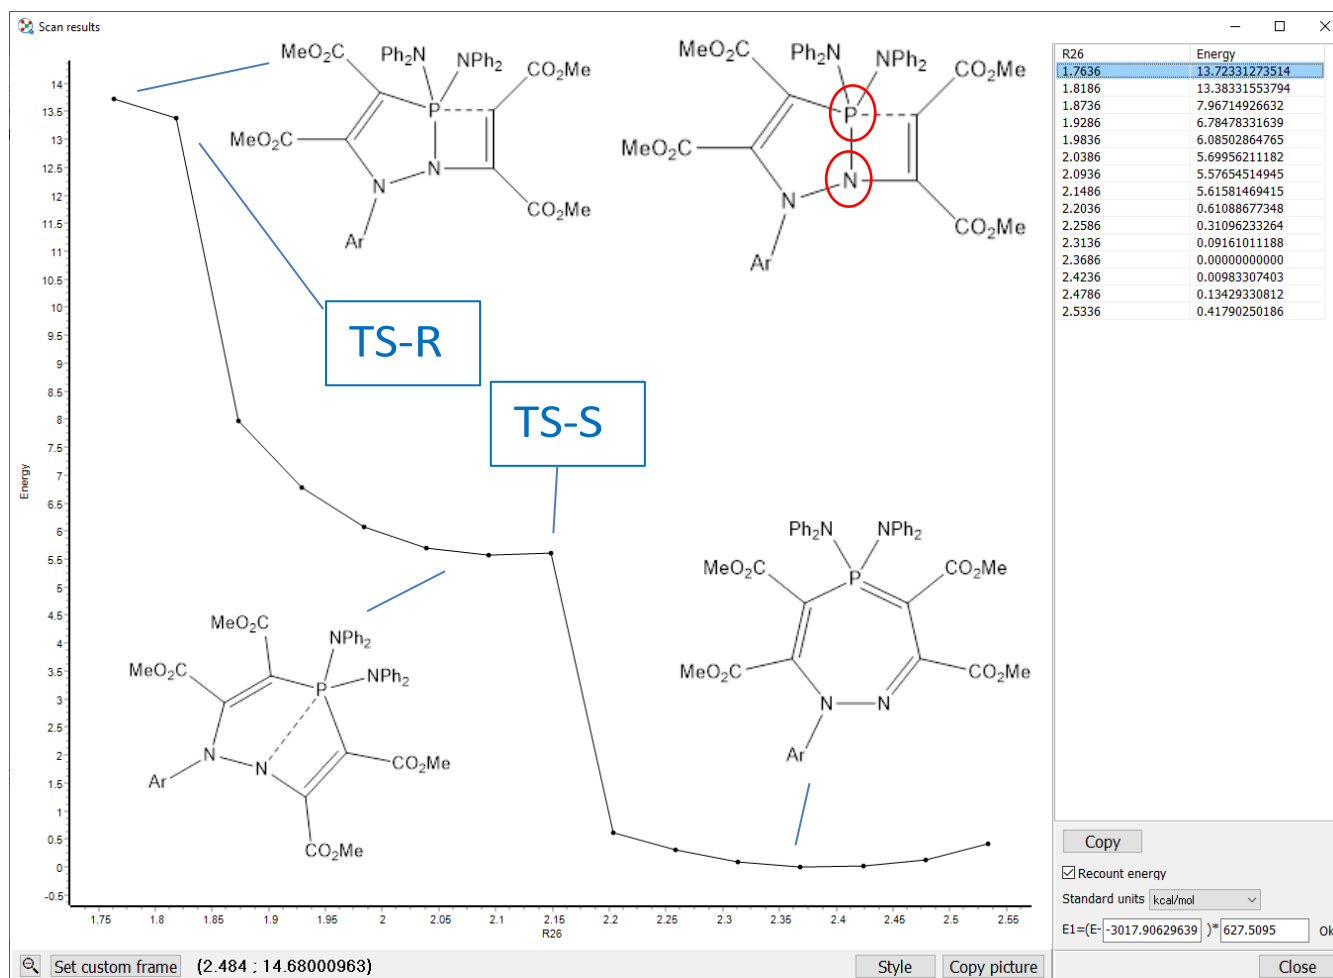 Scan results
MeO₂C
Ph₂N
NPh₂
CO₂Me
MeO₂C
P
N
N
CO₂Me
Ar
MeO₂C
Ph₂N
NPh₂
CO₂Me
MeO₂C
P
N
N
CO₂Me
Ar
TS-R
TS-S
MeO₂C
NPh₂
MeO₂C
P
NPh₂
N
N
CO₂Me
Ar
CO₂Me
Ph₂N
NPh₂
MeO₂C
P
CO₂Me
MeO₂C
CO₂Me
N
N
Ar
Energy
14
13.5
13
12.5
12
11.5
11
10.5
10
9.5
9
8.5
8
7.5
7
6.5
6
5.5
5
4.5
4
3.5
3
2.5
2
1.5
1
0.5
0
-0.5
1.75 1.8 1.85 1.9 1.95 2 2.05 2.1 2.15 2.2 2.25 2.3 2.35 2.4 2.45 2.5 2.55
R26
R26 Energy
1.7636 13.72331273514
1.8186 13.38331553794
1.8736 7.96714926632
1.9286 6.78478331639
1.9836 6.08502864765
2.0386 5.69956211182
2.0936 5.57654514945
2.1486 5.61581469415
2.2036 0.61088677348
2.2586 0.31096233264
2.3136 0.09161011188
2.3686 0.00000000000
2.4236 0.00983307403
2.4786 0.13429330812
2.5336 0.41790250186
Copy
Recount energy
Standard units kcal/mol
E1=(E- -3017.90629639 )* 627.5095 Ok
Set custom frame (2.484 ; 14.68000963) Style Copy picture Close